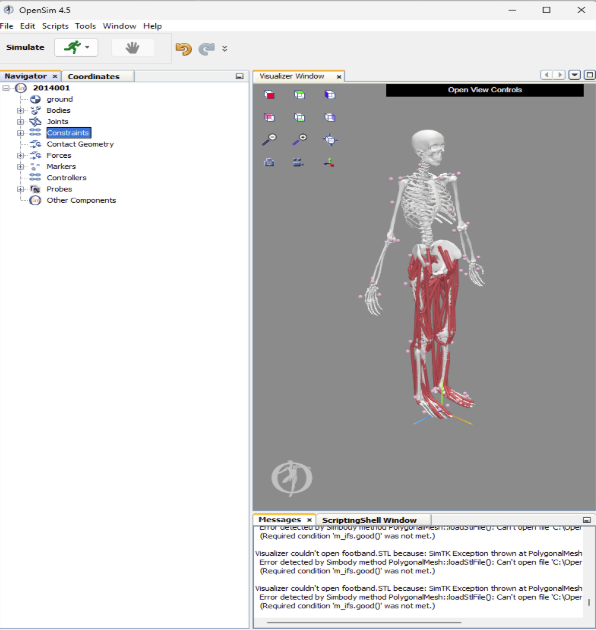 OpenSim 4.5
File Edit Scripts Tools Window Help
Simulate
Navigator × Coordinates
2014001
ground
Bodies
Joints
Constraints
Contact Geometry
Forces
Markers
Controllers
Probes
Other Components
Visualizer Window ×
Open View Controls
Messages × ScriptingShell Window
Error detected by Simbody method PolygonalMesh::loadStlFile(): Can't open file 'C:\Oper
(Required condition 'm_ifs.good()' was not met.)
Visualizer couldn't open footband.STL because: SimTK Exception thrown at PolygonalMesh
Error detected by Simbody method PolygonalMesh::loadStlFile(): Can't open file 'C:\Oper
(Required condition 'm_ifs.good()' was not met.)
Visualizer couldn't open footband.STL because: SimTK Exception thrown at PolygonalMesh
Error detected by Simbody method PolygonalMesh::loadStlFile(): Can't open file 'C:\Oper
(Required condition 'm_ifs.good()' was not met.)